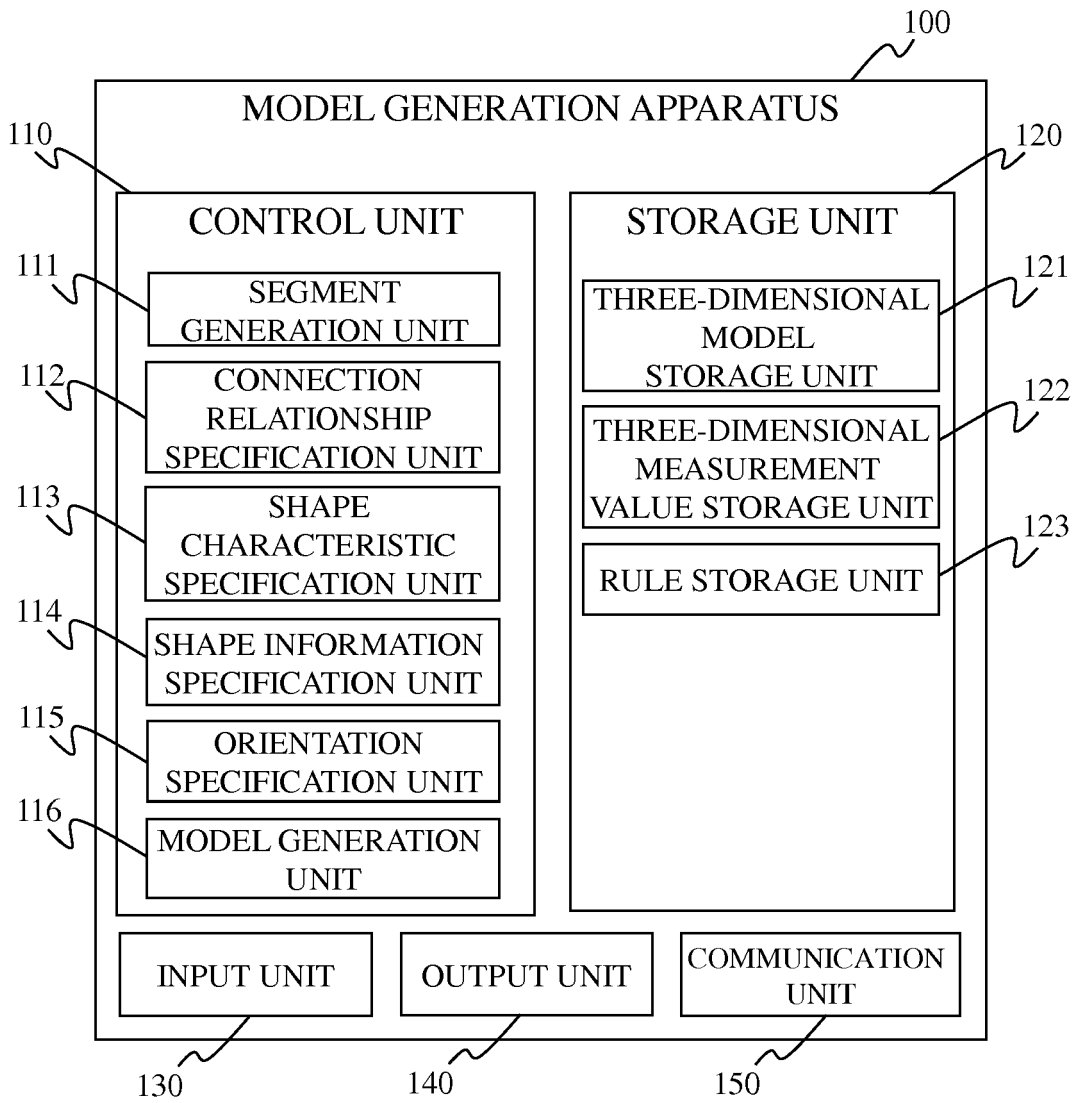 100
MODEL GENERATION APPARATUS
110
120
CONTROL UNIT
STORAGE UNIT
111
SEGMENT
GENERATION UNIT
112
CONNECTION
RELATIONSHIP
SPECIFICATION UNIT
113
SHAPE
CHARACTERISTIC
SPECIFICATION UNIT
114
SHAPE INFORMATION
SPECIFICATION UNIT
115
ORIENTATION
SPECIFICATION UNIT
116
MODEL GENERATION
UNIT
121
THREE-DIMENSIONAL
MODEL
STORAGE UNIT
122
THREE-DIMENSIONAL
MEASUREMENT
VALUE STORAGE UNIT
123
RULE STORAGE UNIT
INPUT UNIT
OUTPUT UNIT
COMMUNICATION
UNIT
130
140
150